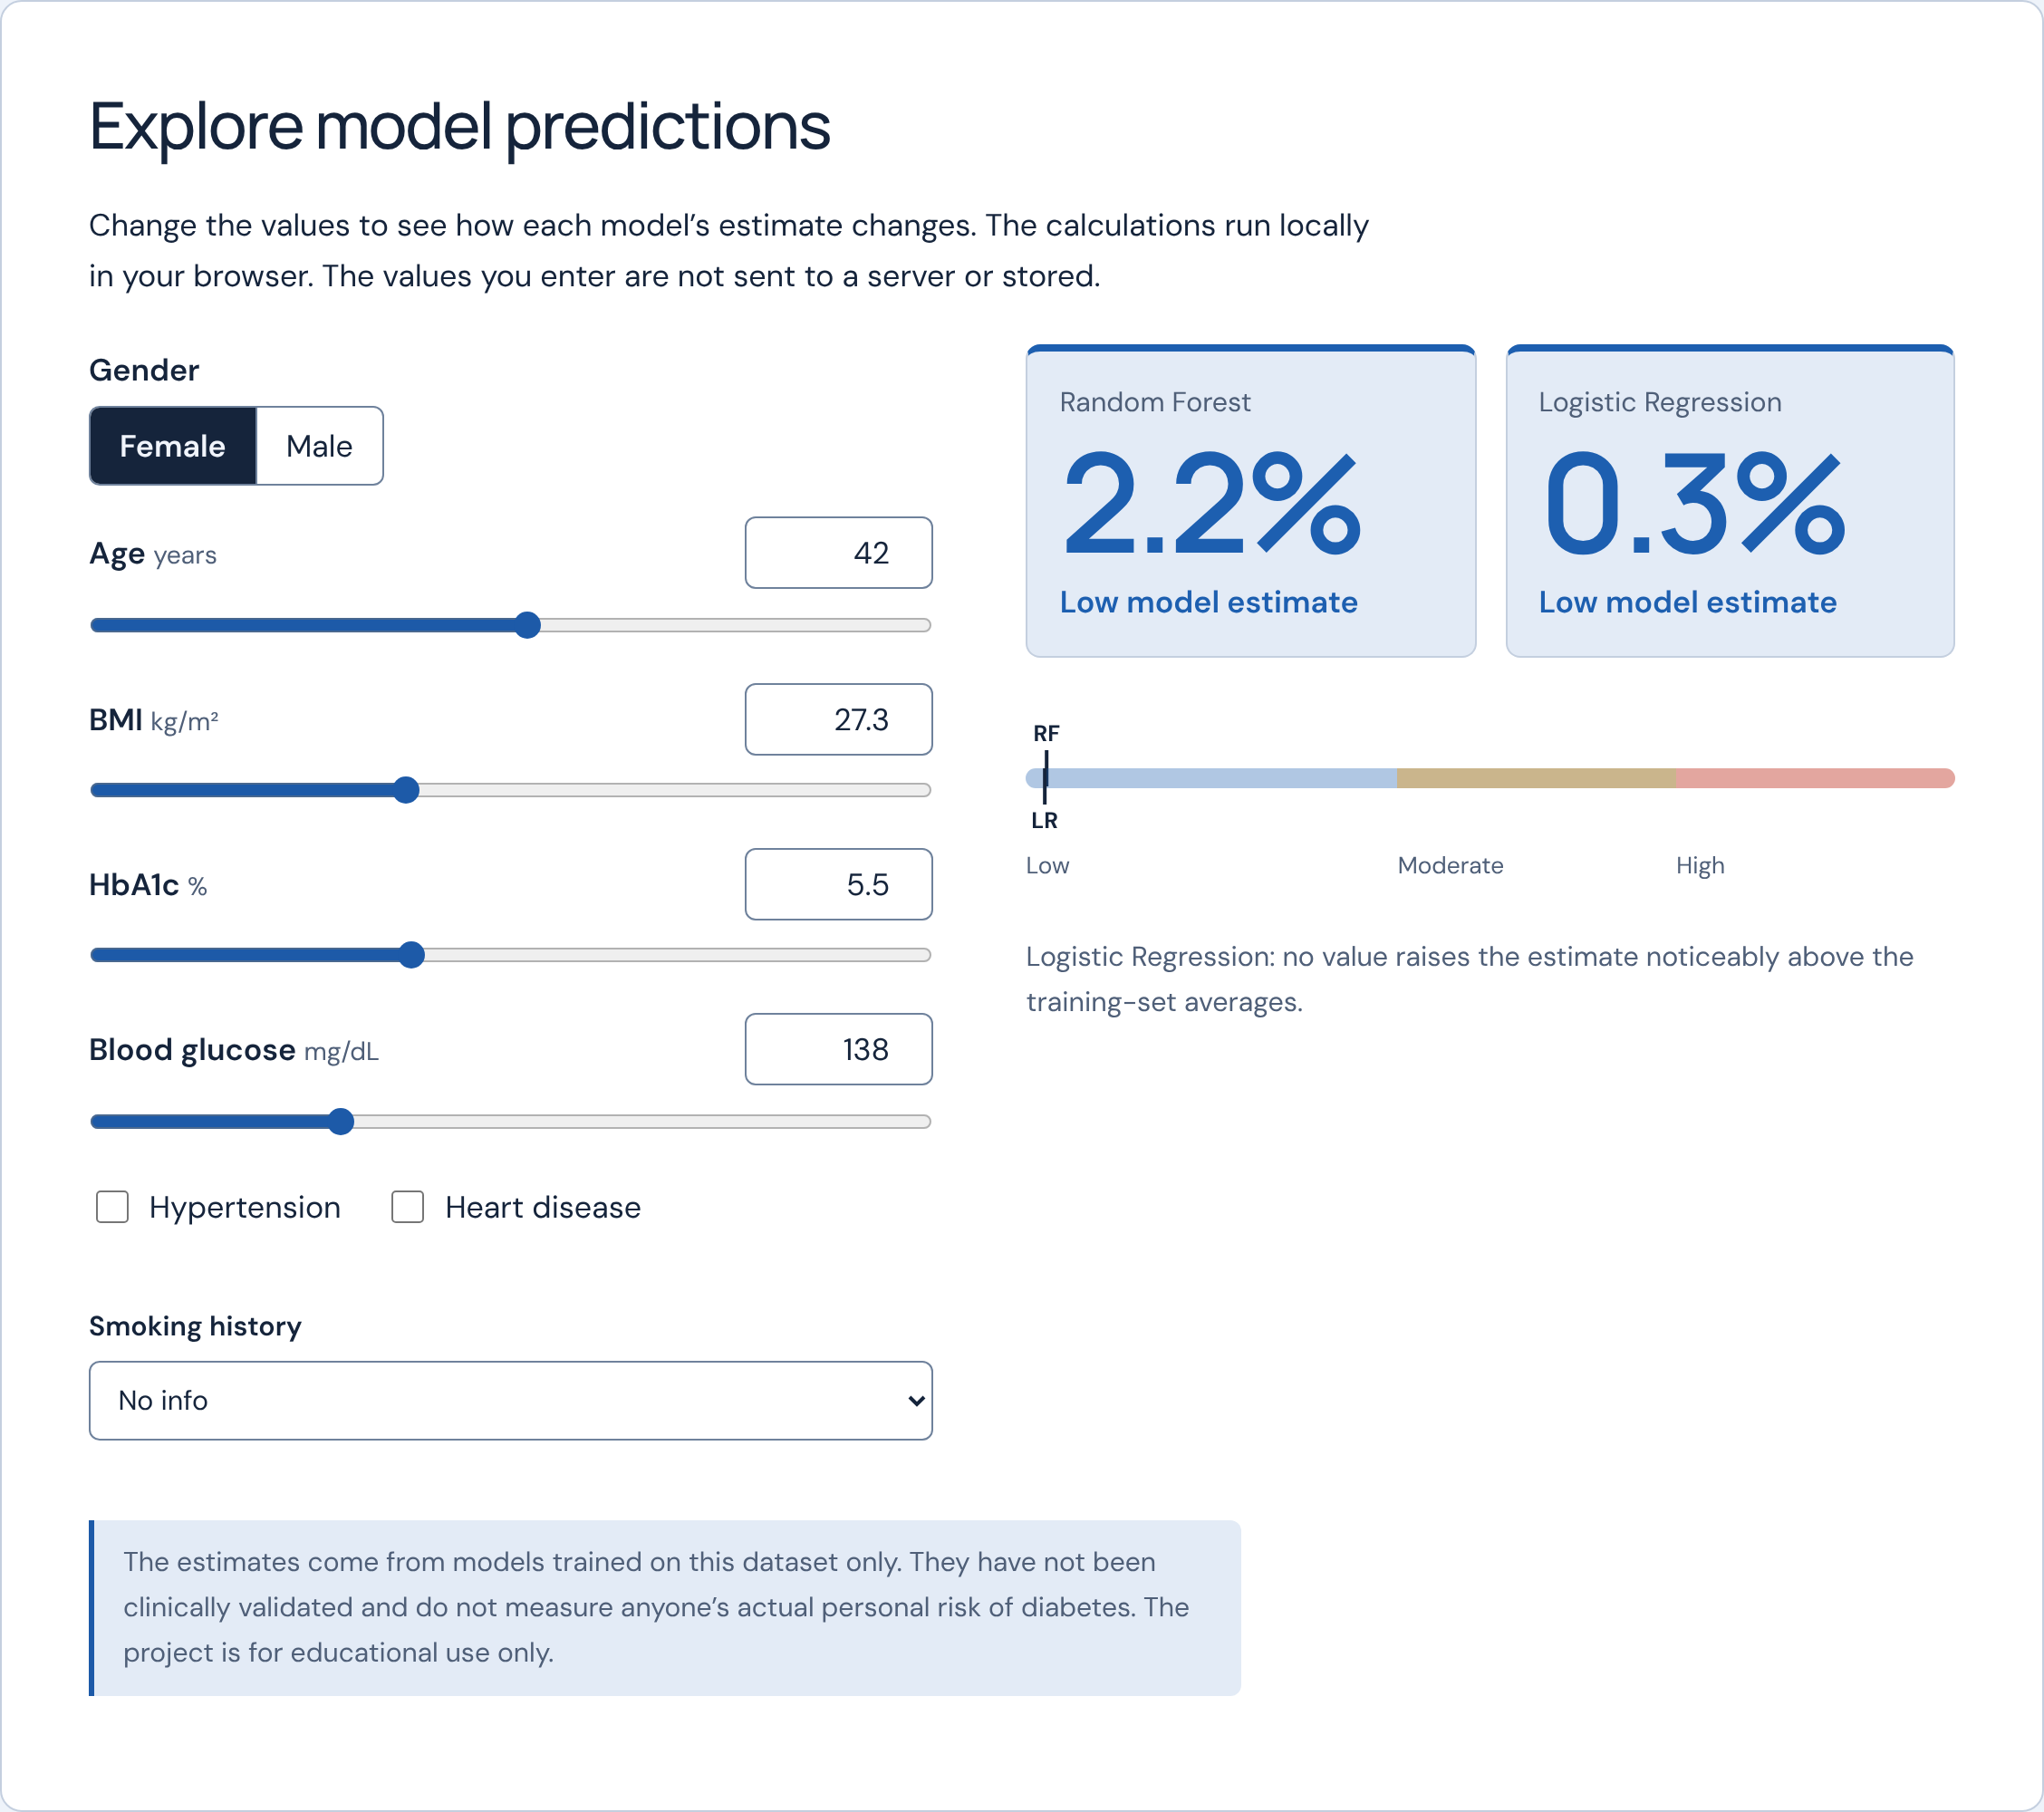 Explore model predictions
Change the values to see how each model’s estimate changes. The calculations run locally
in your browser. The values you enter are not sent to a server or stored.
Gender
Female
Male
Age years
42
BMI kg/m²
27.3
HbA1c %
5.5
Blood glucose mg/dL
138
Hypertension
Heart disease
Smoking history
No info
Random Forest
2.2%
Low model estimate
Logistic Regression
0.3%
Low model estimate
RF
LR
Low
Moderate
High
Logistic Regression: no value raises the estimate noticeably above the
training-set averages.
The estimates come from models trained on this dataset only. They have not been
clinically validated and do not measure anyone’s actual personal risk of diabetes. The
project is for educational use only.